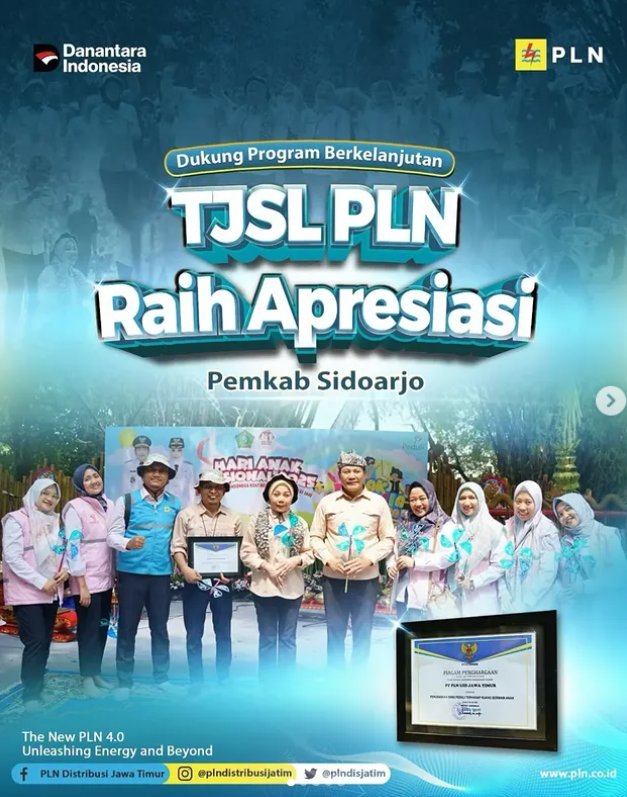 Danantara
Indonesia
PLN
Dukung Program Berkelanjutan
TJSL PLN
Raih Apresiasi
Pemkab Sidoarjo
HARI ANAK
PIAGAM PENGHARGAAN
PT PLN UID JAWA TIMUR
The New PLN 4.0
Unleashing Energy and Beyond
PLN Distribusi Jawa Timur
@plndistribusijatim
@plndisjatim
www.pln.co.id